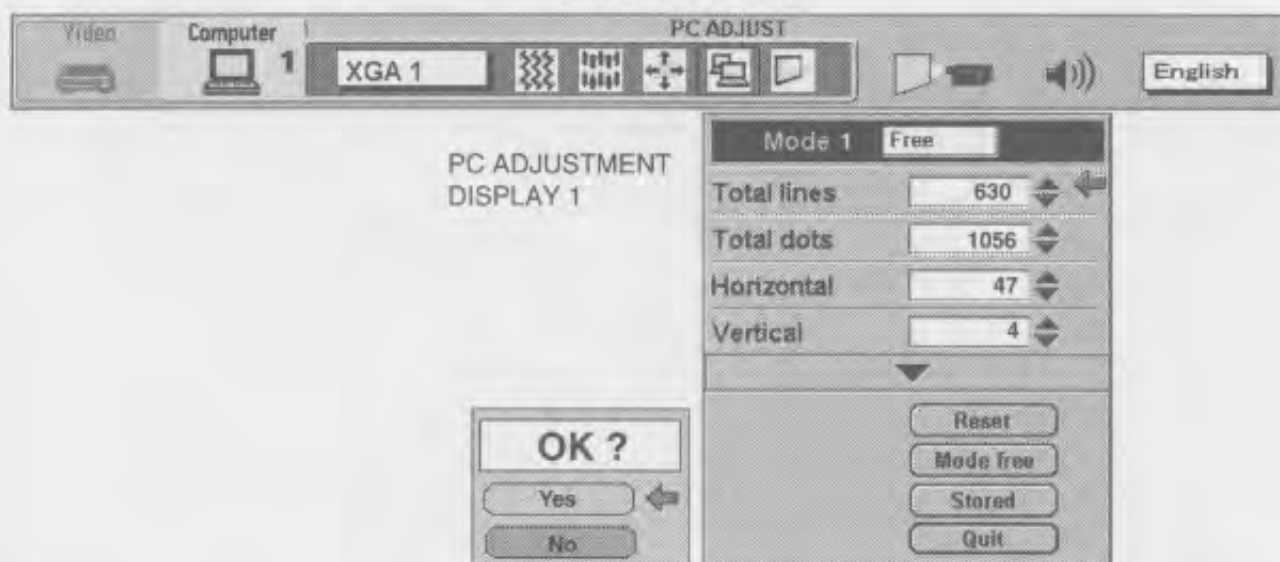 PC ADJUST
Video
Computer 1
XGA 1
English
PC ADJUSTMENT
DISPLAY 1
Mode 1 Free
Total lines 630
Total dots 1056
Horizontal 47
Vertical 4
Reset
Mode free
Stored
Quit
OK ?
Yes
No